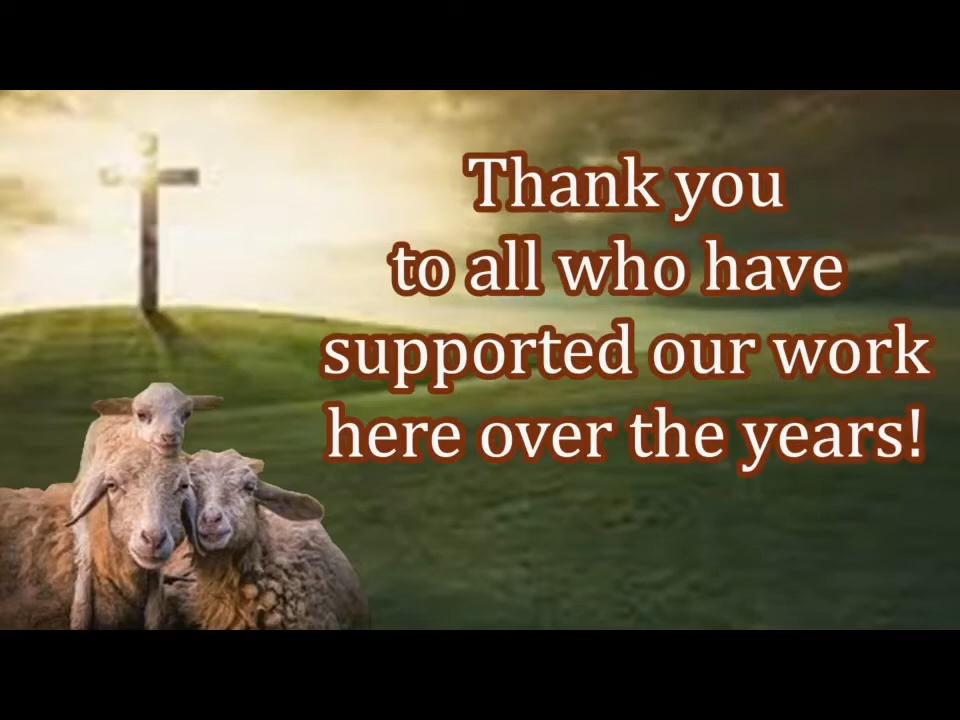 Thank you
to all who have
supported our work
here over the years!